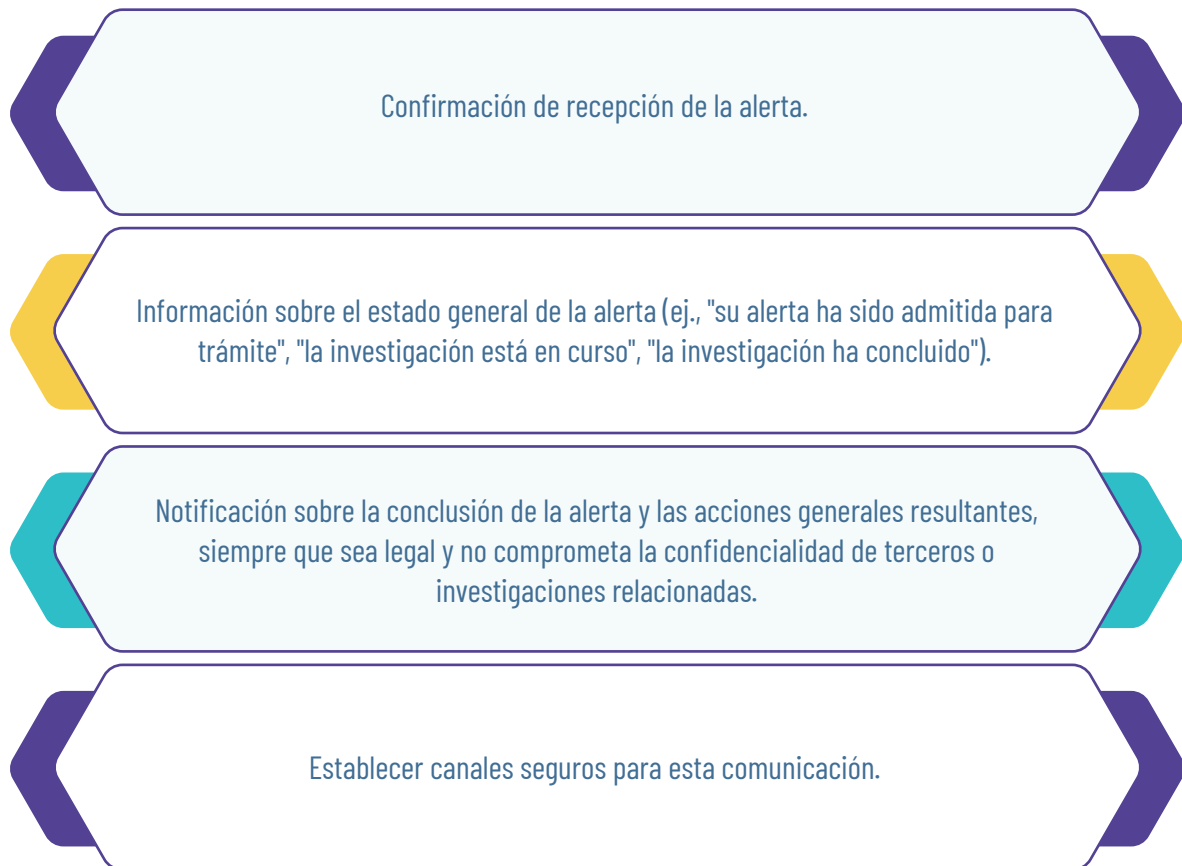 Confirmación de recepción de la alerta.
Información sobre el estado general de la alerta (ej., "su alerta ha sido admitida para
trámite", "la investigación está en curso", "la investigación ha concluido").
Notificación sobre la conclusión de la alerta y las acciones generales resultantes,
siempre que sea legal y no comprometa la confidencialidad de terceros o
investigaciones relacionadas.
Establecer canales seguros para esta comunicación.